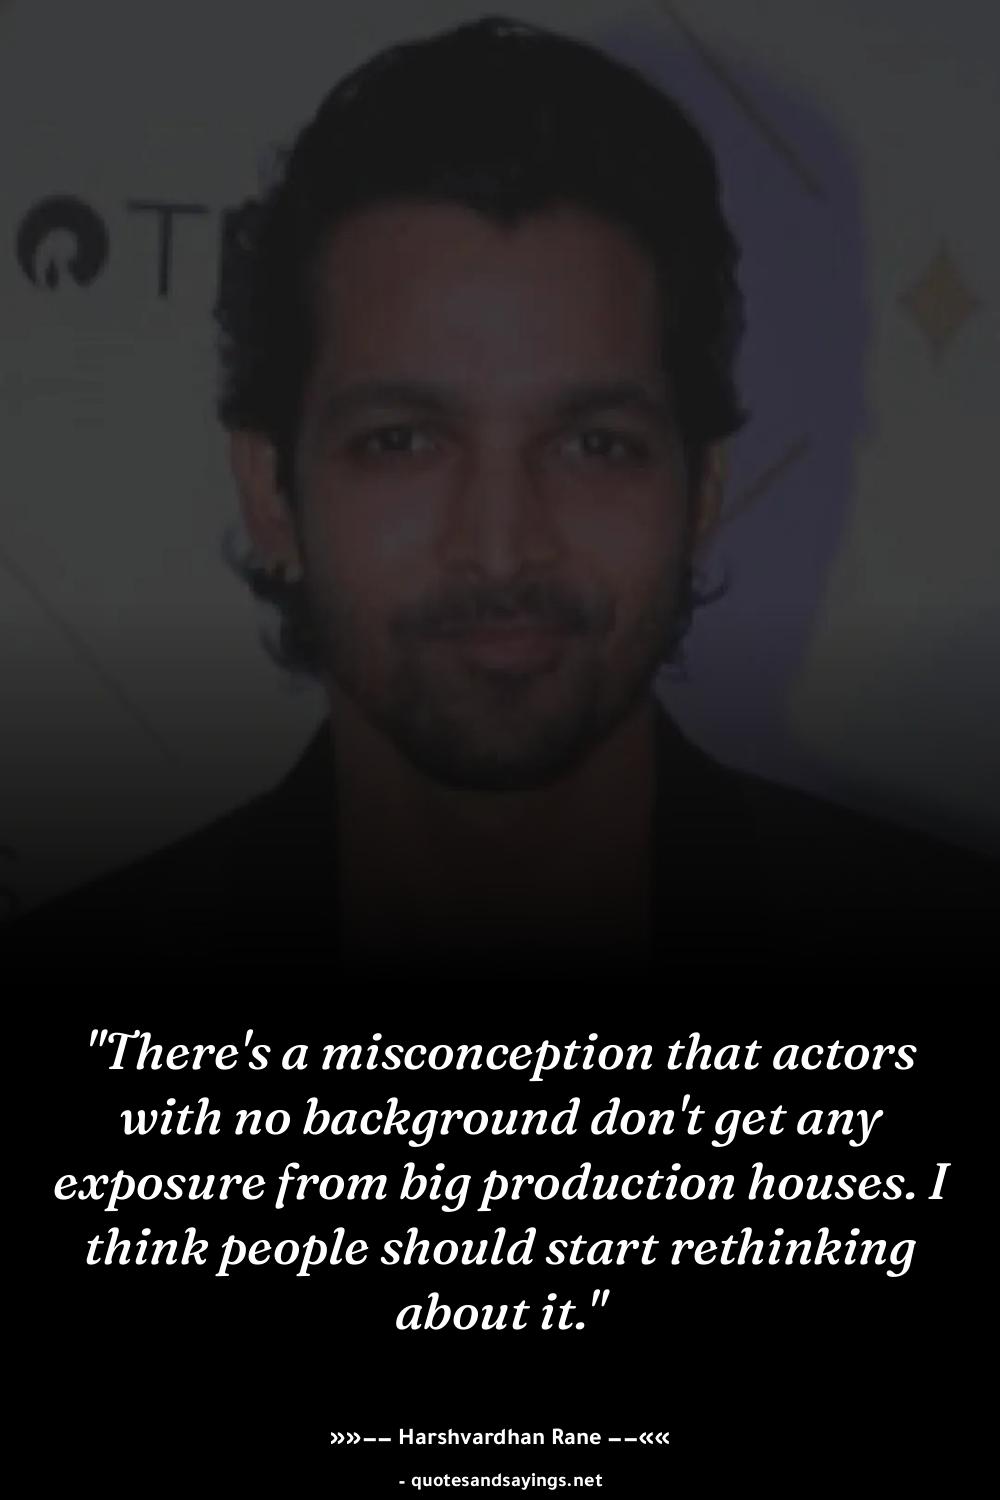 T
"There's a misconception that actors
with no background don't get any
exposure from big production houses. I
think people should start rethinking
about it."
»»−− Harshvardhan Rane −−««
- quotesandsayings.net